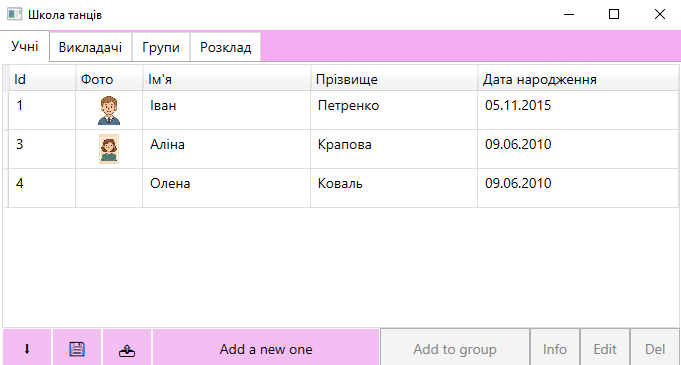 Школа танців
Учні Викладачі Групи Розклад
Id Фото Ім'я Прізвище Дата народження
1 Іван Петренко 05.11.2015
3 Аліна Крапова 09.06.2010
4 Олена Коваль 09.06.2010
Add a new one Add to group Info Edit Del